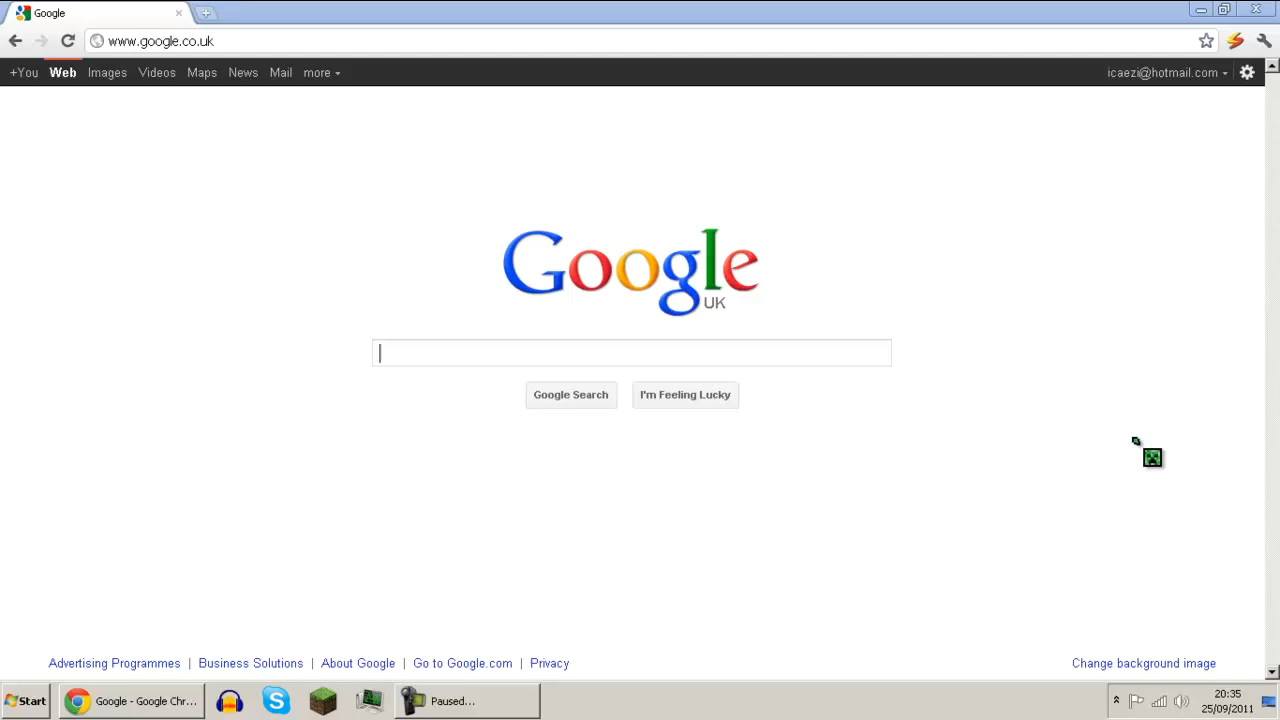 Google
www.google.co.uk
+You Web Images Videos Maps News Mail more icaezi@hotmail.com
Google
UK
Google Search I'm Feeling Lucky
Advertising Programmes | Business Solutions | About Google | Go to Google.com | Privacy Change background image
Start Google - Google Chr... Paused... 20:35
25/09/2011